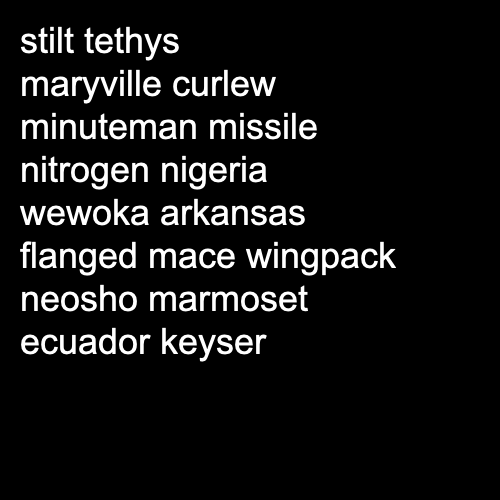 stilt tethys
maryville curlew
minuteman missile
nitrogen nigeria
wewoka arkansas
flanged mace wingpack
neosho marmoset
ecuador keyser